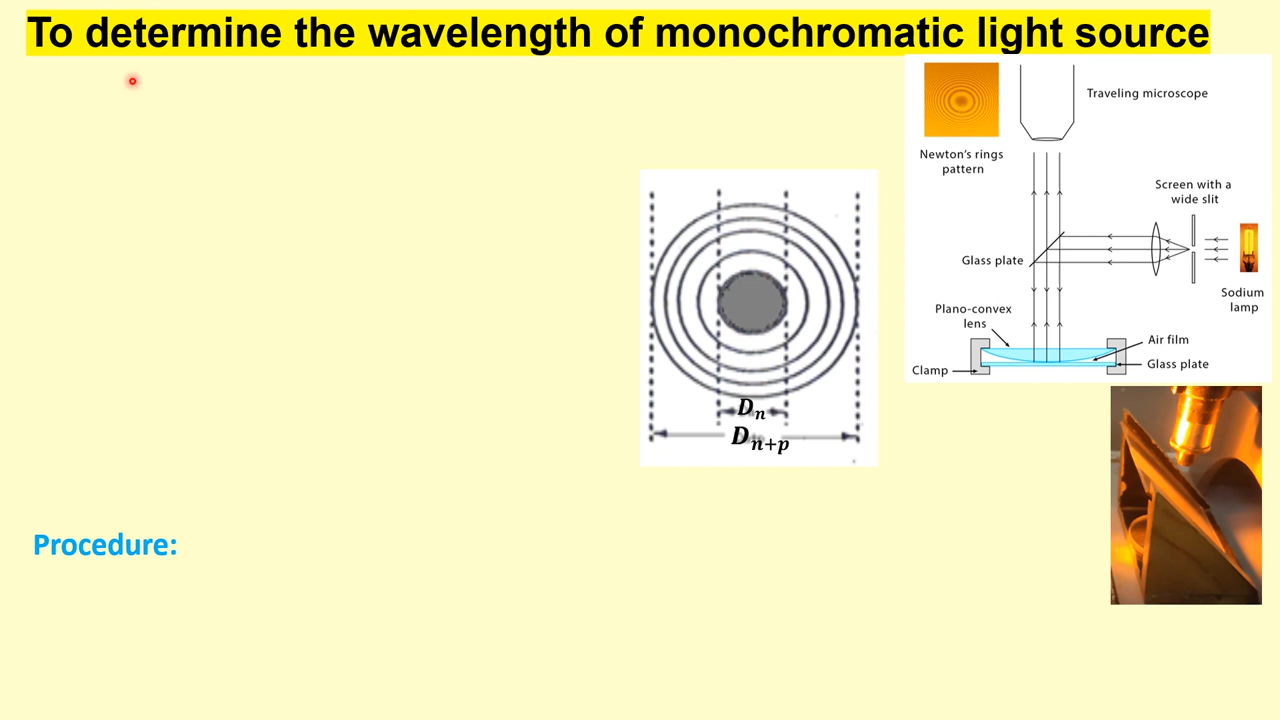 To determine the wavelength of monochromatic light source
Traveling microscope
Newton's rings
pattern
Screen with a
wide slit
Glass plate
Sodium
lamp
Plano-convex
lens
Air film
Glass plate
Clamp
Dₙ
Dₙ₊ₚ
Procedure: